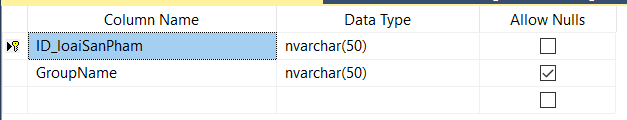 Column Name Data Type Allow Nulls
ID_loaiSanPham nvarchar(50)
GroupName nvarchar(50)